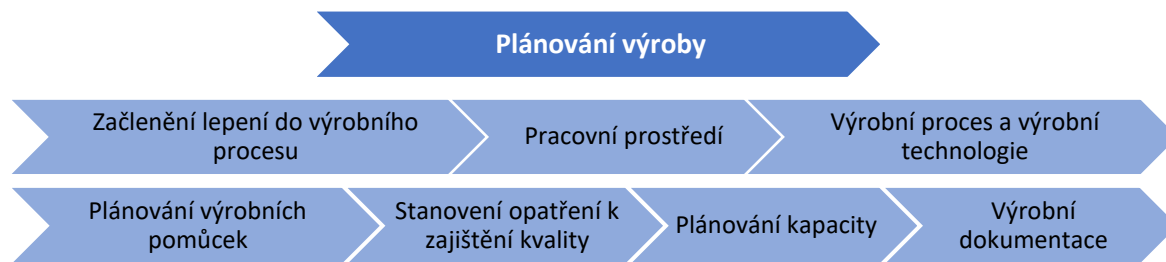 Plánování výroby
Začlenění lepení do výrobního
procesu
Pracovní prostředí
Výrobní proces a výrobní
technologie
Plánování výrobních
pomůcek
Stanovení opatření k
zajištění kvality
Plánování kapacity
Výrobní
dokumentace